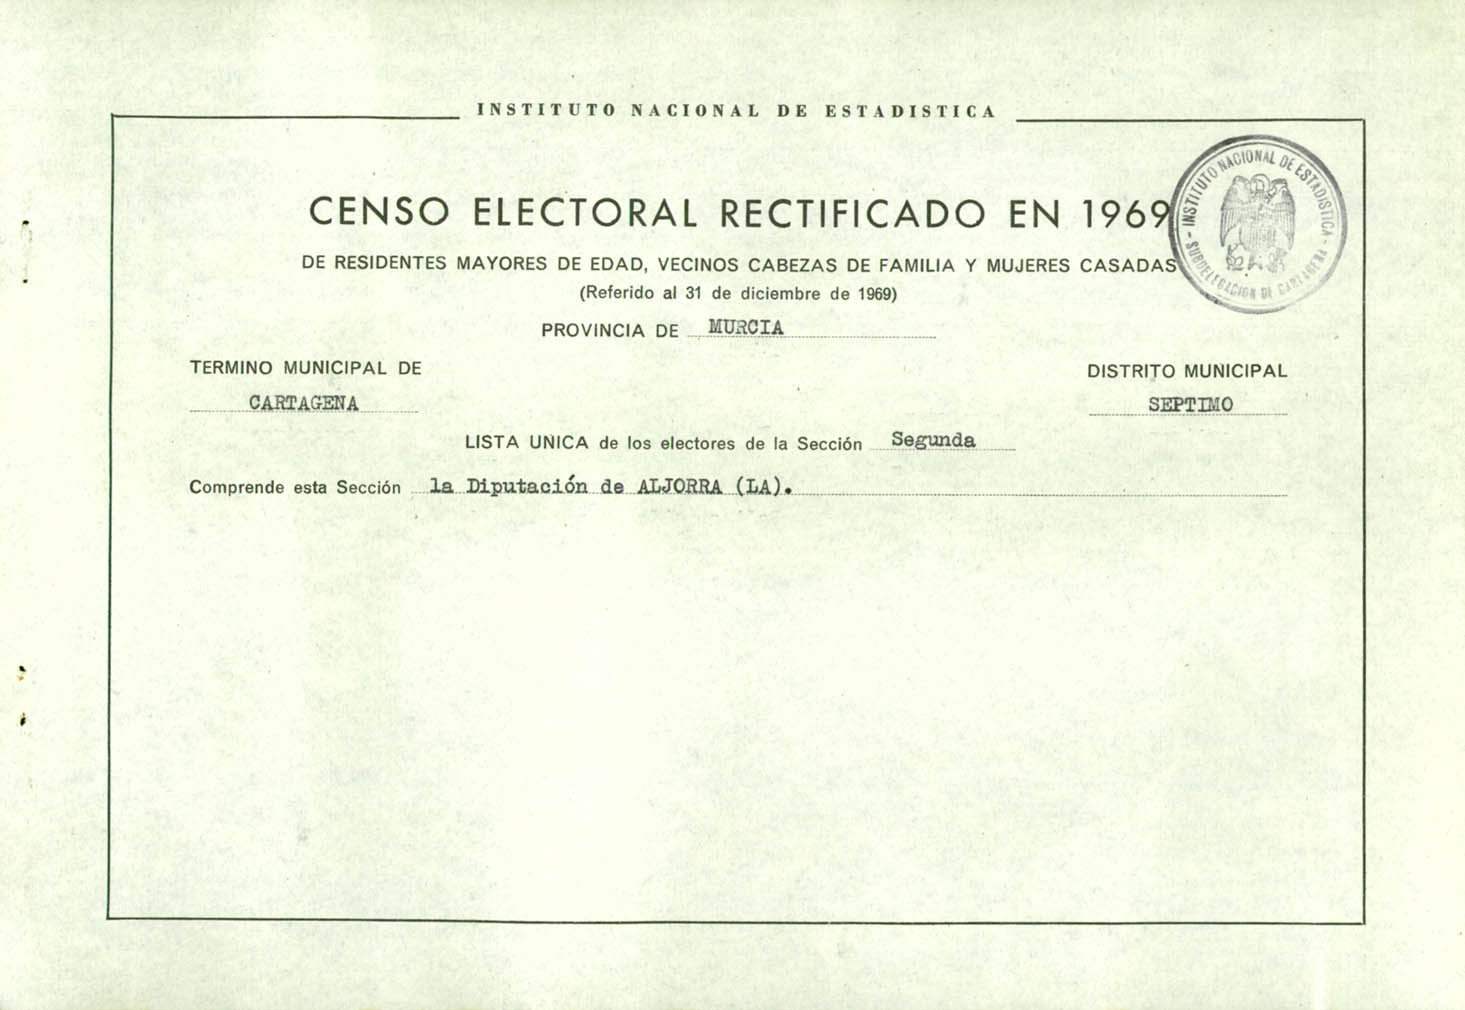 INSTITUTO NACIONAL DE ESTADISTICA
CENSO ELECTORAL RECTIFICADO EN 1969
- INSTITUTO NACIONAL DE ESTADISTICA -
SUBDELEGACION DE CARTAGENA
DE RESIDENTES MAYORES DE EDAD, VECINOS CABEZAS DE FAMILIA Y MUJERES CASADAS
(Referido al 31 de diciembre de 1969)
PROVINCIA DE MURCIA
TERMINO MUNICIPAL DE
DISTRITO MUNICIPAL
CARTAGENA
SEPTIMO
LISTA UNICA de los electores de la Sección Segunda
Comprende esta Sección la Diputación de ALJORRA (LA).